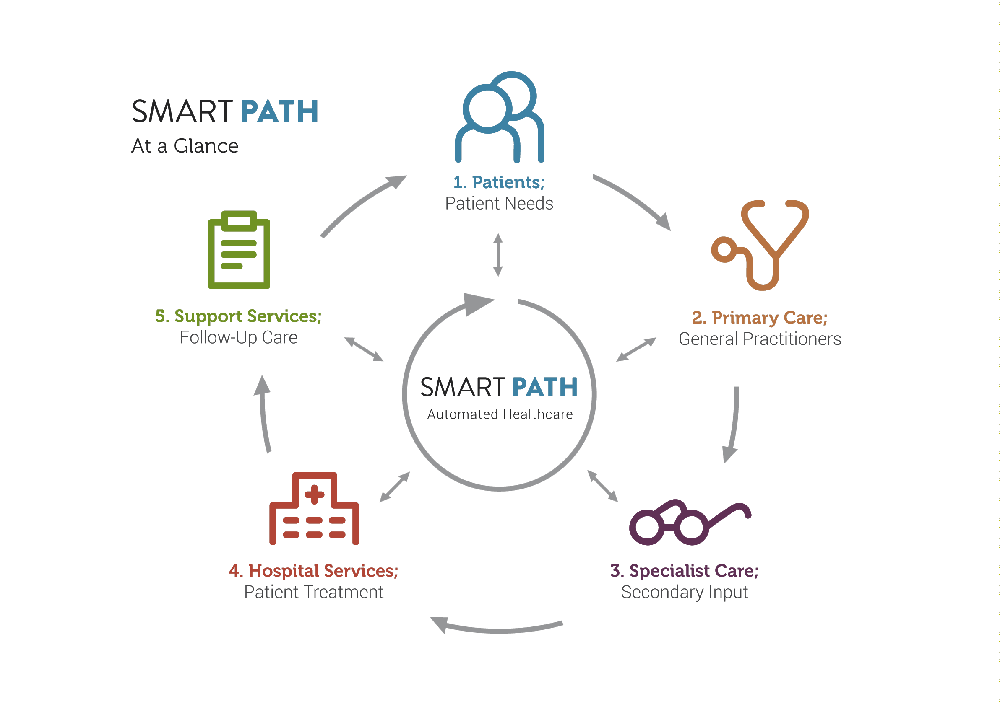 SMART PATH
At a Glance
1. Patients;
Patient Needs
2. Primary Care;
General Practitioners
3. Specialist Care;
Secondary Input
4. Hospital Services;
Patient Treatment
5. Support Services;
Follow-Up Care
SMART PATH
Automated Healthcare